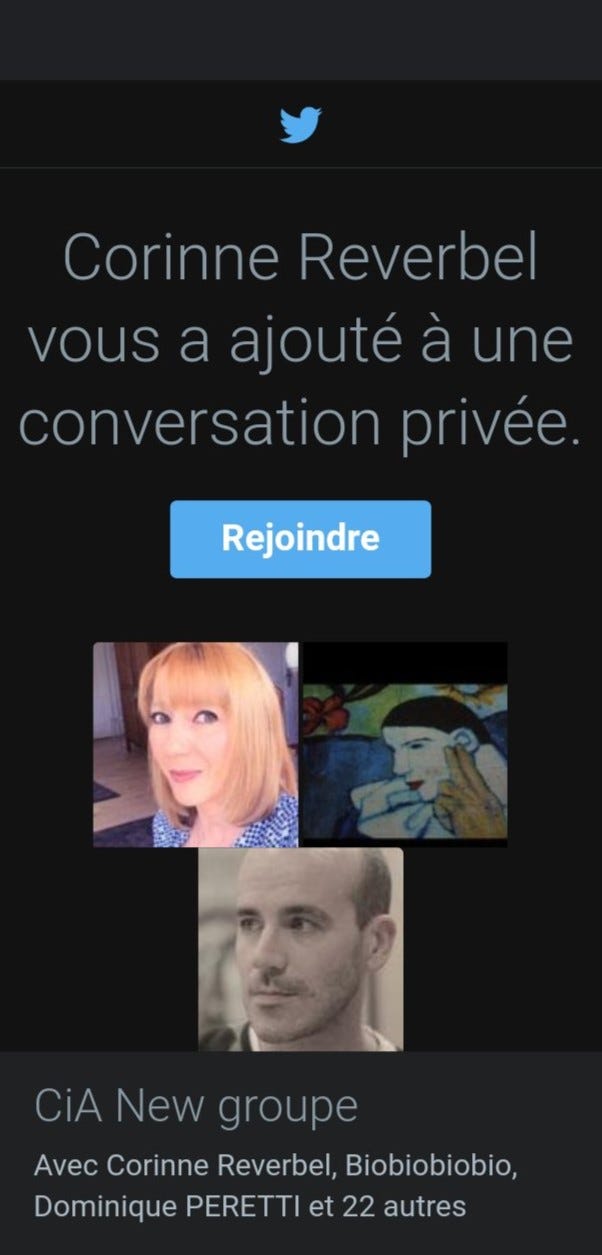 Corinne Reverbel
vous a ajouté à une
conversation privée.
Rejoindre
CiA New groupe
Avec Corinne Reverbel, Biobiobiobio,
Dominique PERETTI et 22 autres